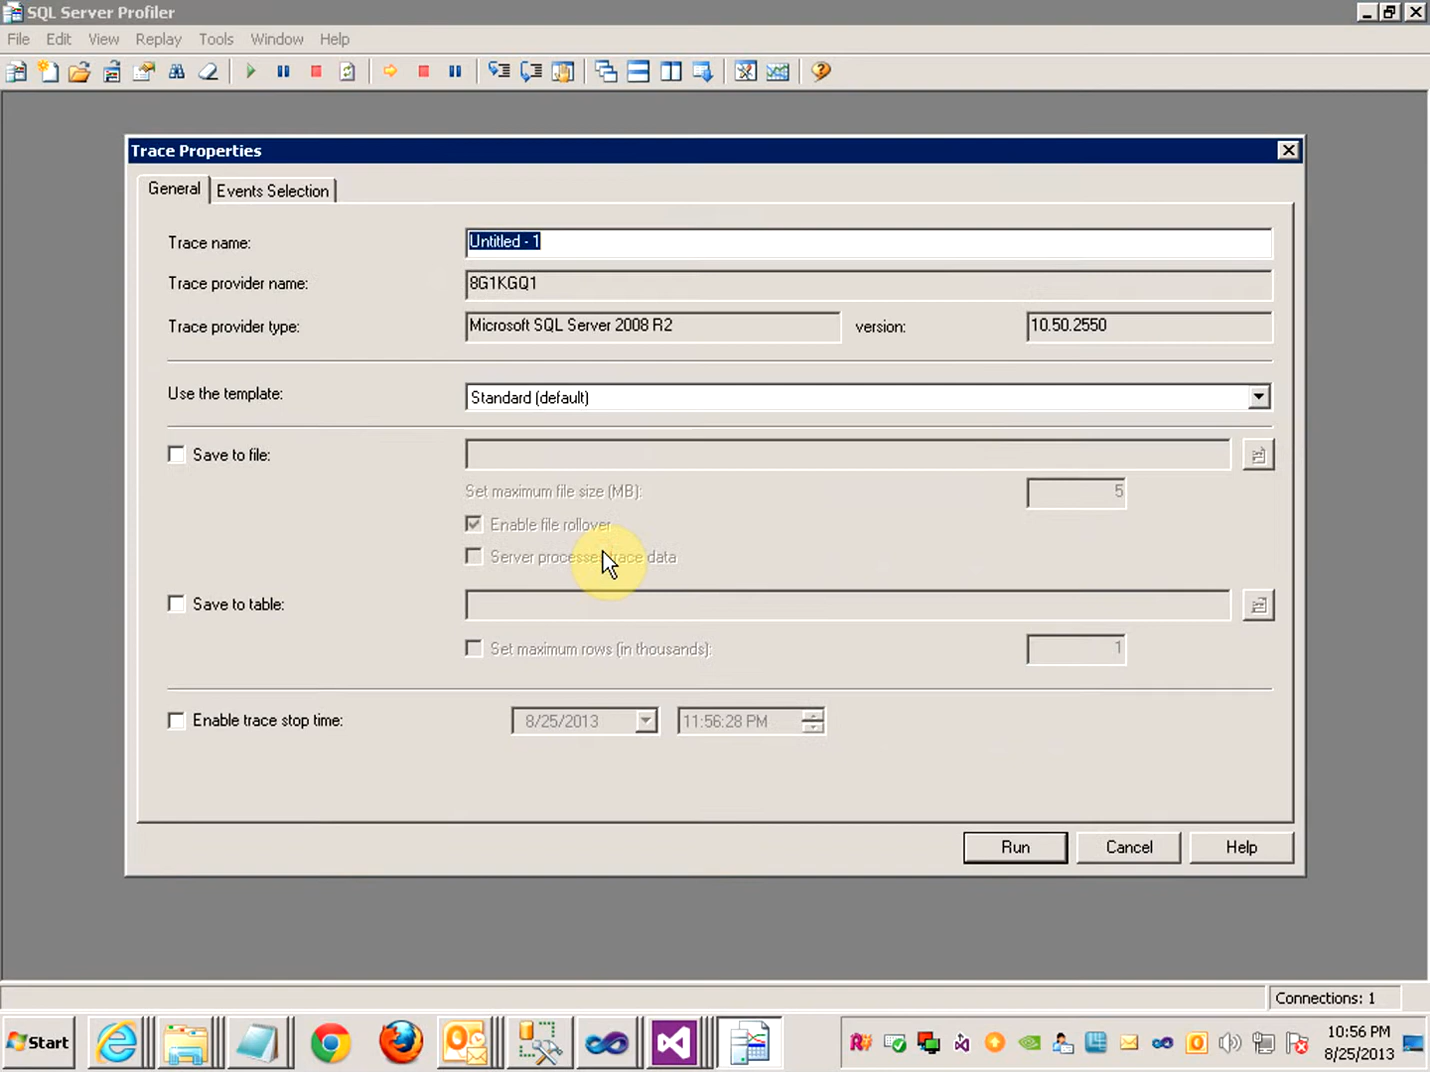 SQL Server Profiler
File Edit View Replay Tools Window Help
Trace Properties
General Events Selection
Trace name: Untitled - 1
Trace provider name: 8G1KGQ1
Trace provider type: Microsoft SQL Server 2008 R2 version: 10.50.2550
Use the template: Standard (default)
Save to file:
Set maximum file size (MB): 5
Enable file rollover
Server processes trace data
Save to table:
Set maximum rows (in thousands): 1
Enable trace stop time: 8/25/2013 11:56:28 PM
Run Cancel Help
Connections: 1
Start
10:56 PM
8/25/2013